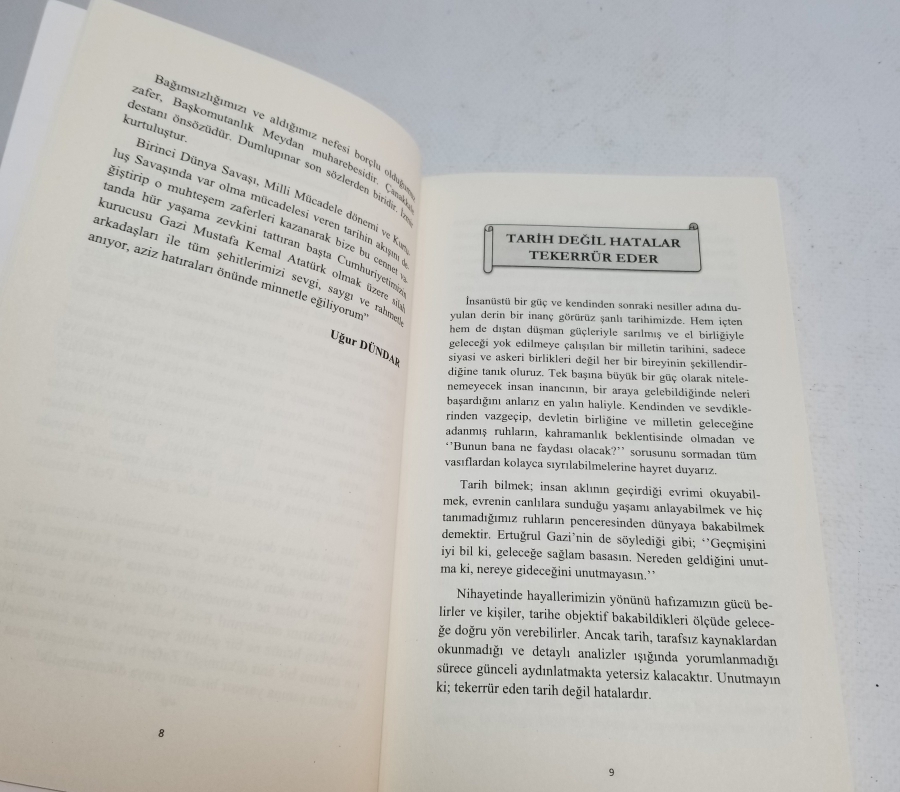 Bağımsızlığımızı ve aldığımız nefesi borçlu olduğumuz
zafer, Başkomutanlık Meydan muharebesidir. Çanakkale
destanı önsözüdür. Dumlupınar son sözlerden biridir. İzmir
kurtuluştur.
Birinci Dünya Savaşı, Milli Mücadele dönemi ve Kurtu-
luş Savaşında var olma mücadelesi veren tarihin akışını de-
ğiştirip o muhteşem zaferleri kazanarak bize bu cennet va-
tanda hür yaşama zevkini tattıran başta Cumhuriyetimizin
kurucusu Gazi Mustafa Kemal Atatürk olmak üzere silah
arkadaşları ile tüm şehitlerimizi sevgi, saygı ve rahmetle
anıyor, aziz hatıraları önünde minnetle eğiliyorum"
Uğur DÜNDAR
8
TARİH DEĞİL HATALAR
TEKERRÜR EDER
İnsanüstü bir güç ve kendinden sonraki nesiller adına du-
yulan derin bir inanç görürüz şanlı tarihimizde. Hem içten
hem de dıştan düşman güçleriyle sarılmış ve el birliğiyle
geleceği yok edilmeye çalışılan bir milletin tarihini, sadece
siyasi ve askeri birlikleri değil her bir bireyinin şekillendir-
diğine tanık oluruz. Tek başına büyük bir güç olarak nitele-
nemeyecek insan inancının, bir araya gelebildiğinde neleri
başardığını anlarız en yalın haliyle. Kendinden ve sevdikle-
rinden vazgeçip, devletin birliğine ve milletin geleceğine
adanmış ruhların, kahramanlık beklentisinde olmadan ve
‘’Bunun bana ne faydası olacak?’’ sorusunu sormadan tüm
vasıflardan kolayca sıyrılabilmelerine hayret duyarız.
Tarih bilmek; insan aklının geçirdiği evrimi okuyabil-
mek, evrenin canlılara sunduğu yaşamı anlayabilmek ve hiç
tanımadığımız ruhların penceresinden dünyaya bakabilmek
demektir. Ertuğrul Gazi’nin de söylediği gibi; ‘’Geçmişini
iyi bil ki, geleceğe sağlam basasın. Nereden geldiğini unut-
ma ki, nereye gideceğini unutmayasın.’’
Nihayetinde hayallerimizin yönünü hafızamızın gücü be-
lirler ve kişiler, tarihe objektif bakabildikleri ölçüde gelece-
ğe doğru yön verebilirler. Ancak tarih, tarafsız kaynaklardan
okunmadığı ve detaylı analizler ışığında yorumlanmadığı
sürece günceli aydınlatmakta yetersiz kalacaktır. Unutmayın
ki; tekerrür eden tarih değil hatalardır.
9